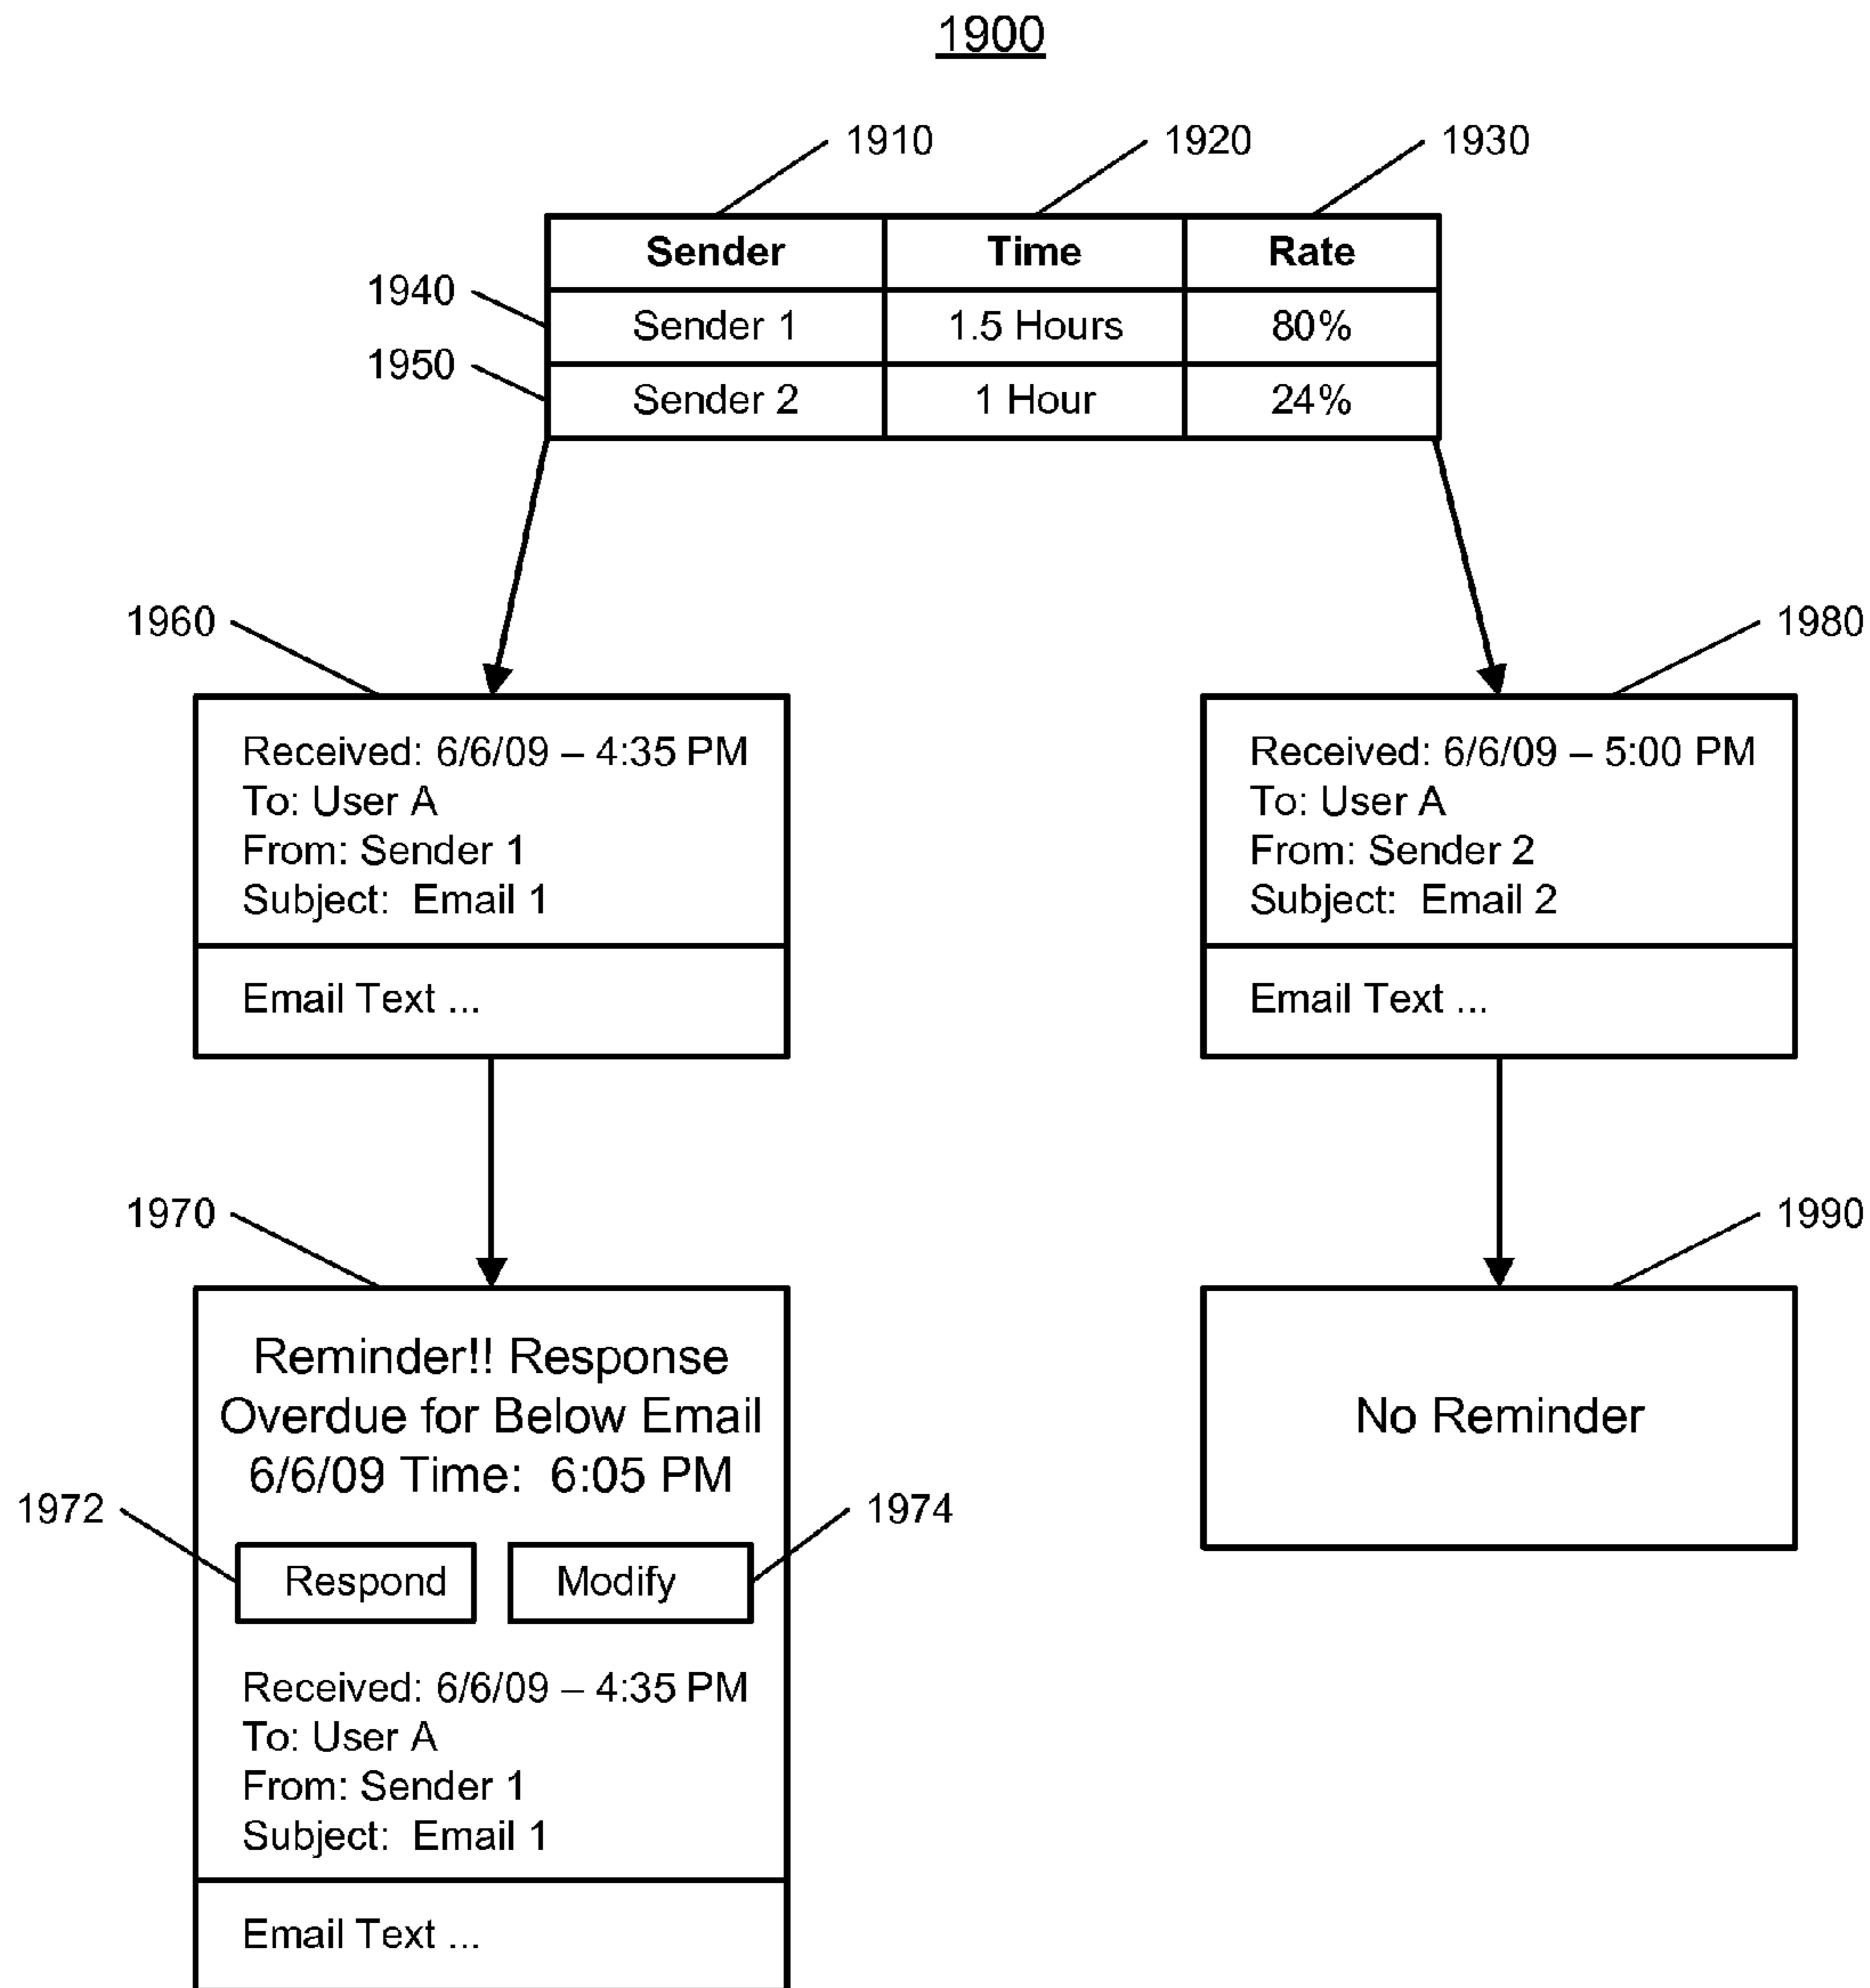 1900
1910
1920
1930
Sender Time Rate
1940
Sender 1 1.5 Hours 80%
1950
Sender 2 1 Hour 24%
1960
Received: 6/6/09 – 4:35 PM
To: User A
From: Sender 1
Subject: Email 1
Email Text ...
1980
Received: 6/6/09 – 5:00 PM
To: User A
From: Sender 2
Subject: Email 2
Email Text ...
1970
Reminder!! Response
Overdue for Below Email
6/6/09 Time: 6:05 PM
1972
Respond
Modify
1974
Received: 6/6/09 – 4:35 PM
To: User A
From: Sender 1
Subject: Email 1
Email Text ...
1990
No Reminder